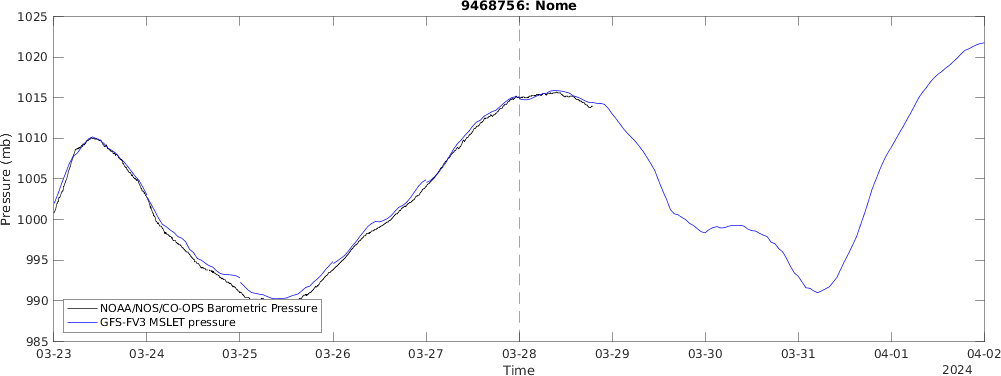 9468756: Nome
1025
1020
1015
1010
1005
1000
995
990
985
Pressure (mb)
NOAA/NOS/CO-OPS Barometric Pressure
GFS-FV3 MSLET pressure
03-23 03-24 03-25 03-26 03-27 03-28 03-29 03-30 03-31 04-01 04-02
Time
2024